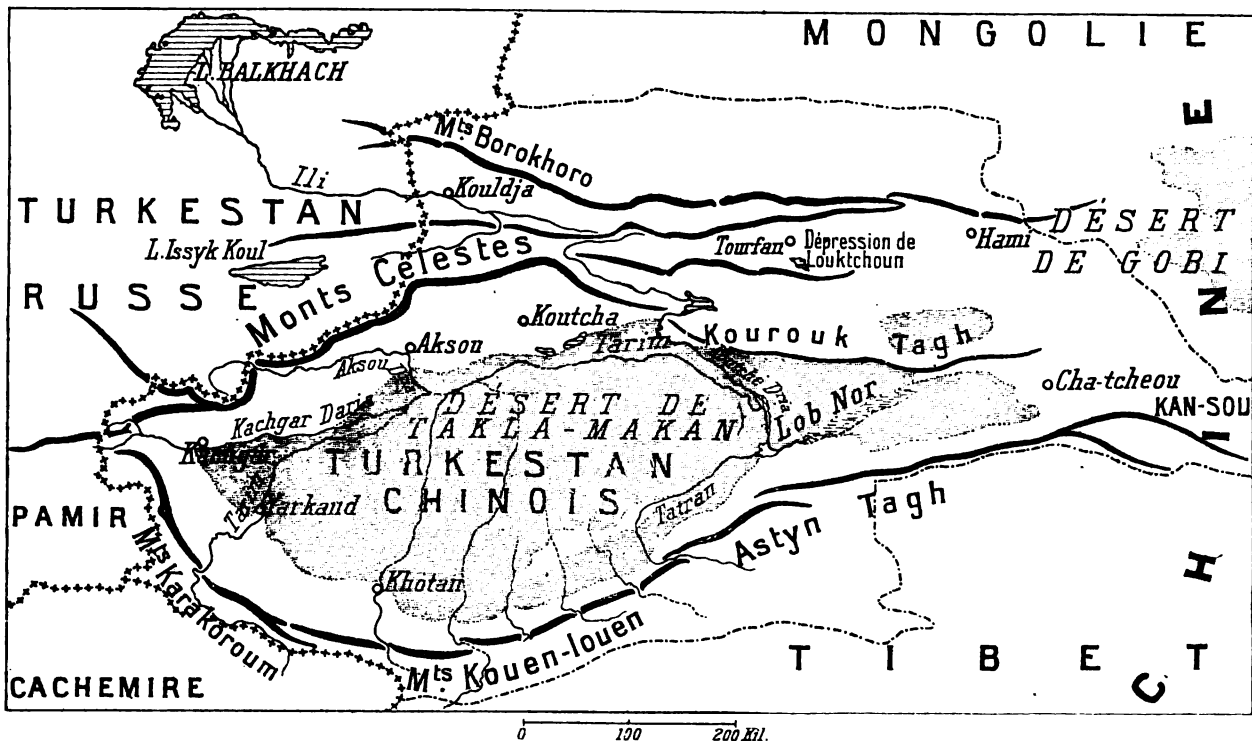 MONGOLIE
L. BALKHACH
Mts Borokhoro
Ili
Kouldja
TURKESTAN
L. Issyk Koul
RUSSE
Monts Célestes
Tourfan
Dépression de
Louktchoun
Hami
DÉSERT
DE GOBI
CHINE
Koutcha
Kourouk Tagh
Aksou
Aksou
Tarim
Cha-tcheou
KAN-SOU
Kachgar Daria
DÉSERT DE
TAKLA-MAKAN
Lob Nor
TURKESTAN
CHINOIS
Yarkand
Tatran
Astyn Tagh
PAMIR
Mts Karakoroum
Khotan
Mts Kouen-louen
TIBET
CACHEMIRE
0 100 200 Kil.